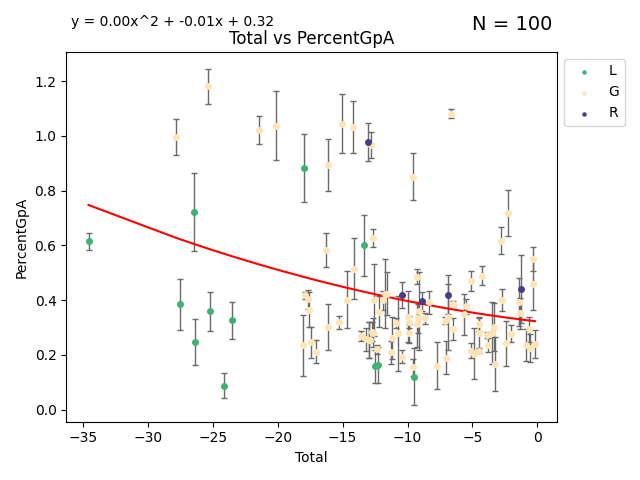 y = 0.00x^2 + -0.01x + 0.32
N = 100
Total vs PercentGpA
L
G
R
1.2
1.0
0.8
0.6
0.4
0.2
0.0
PercentGpA
−35
−30
−25
−20
−15
−10
−5
0
Total